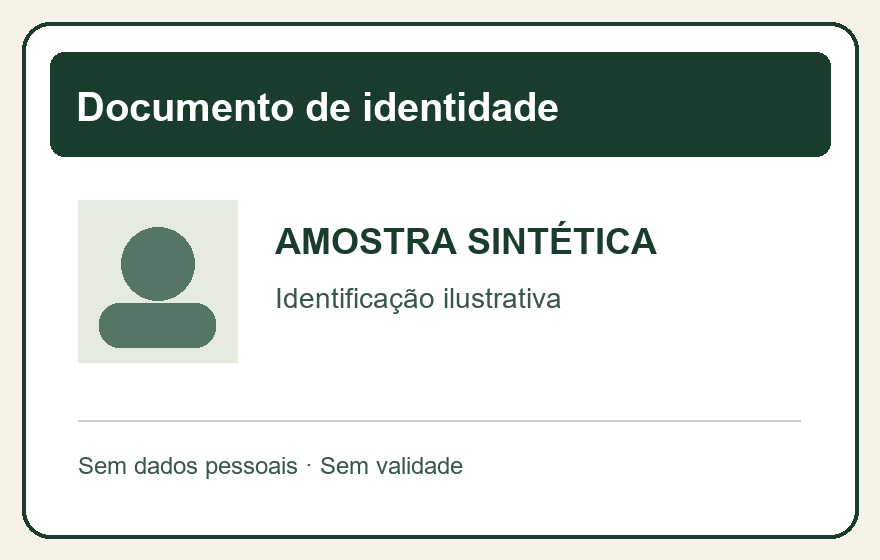 Documento de identidade
AMOSTRA SINTÉTICA
Identificação ilustrativa
Sem dados pessoais · Sem validade